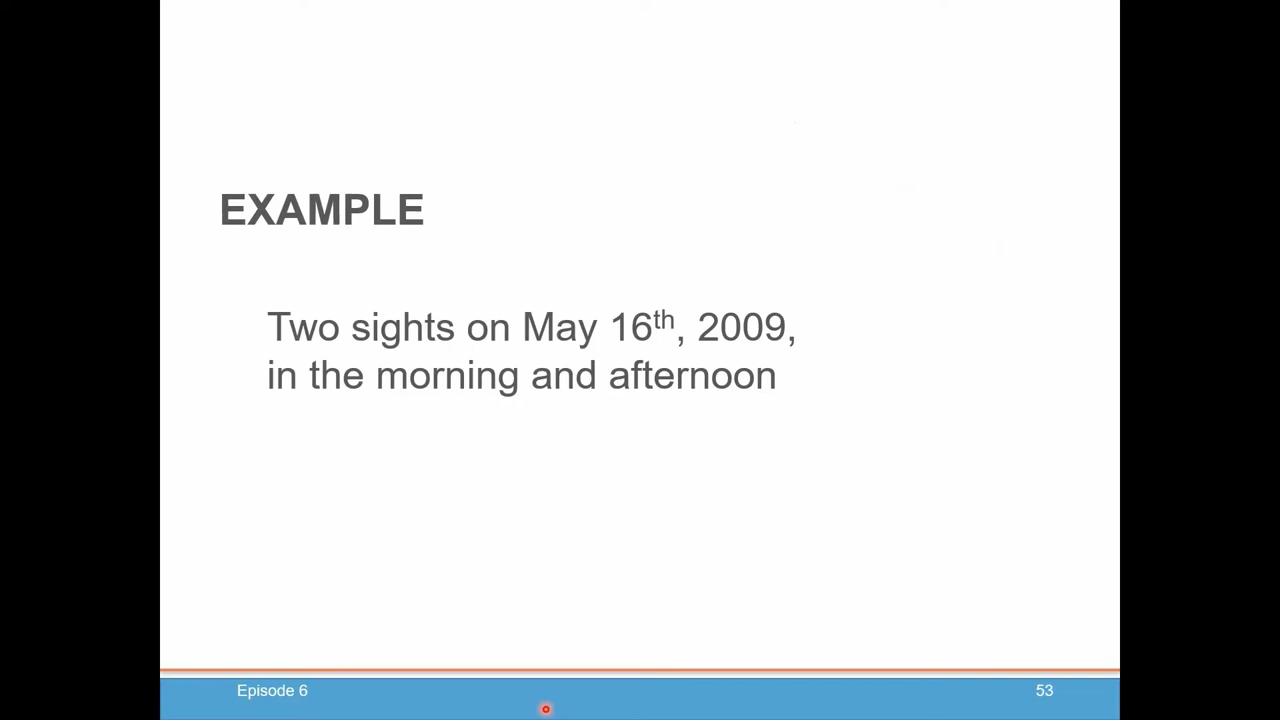 EXAMPLE
Two sights on May 16th, 2009,
in the morning and afternoon
Episode 6
53